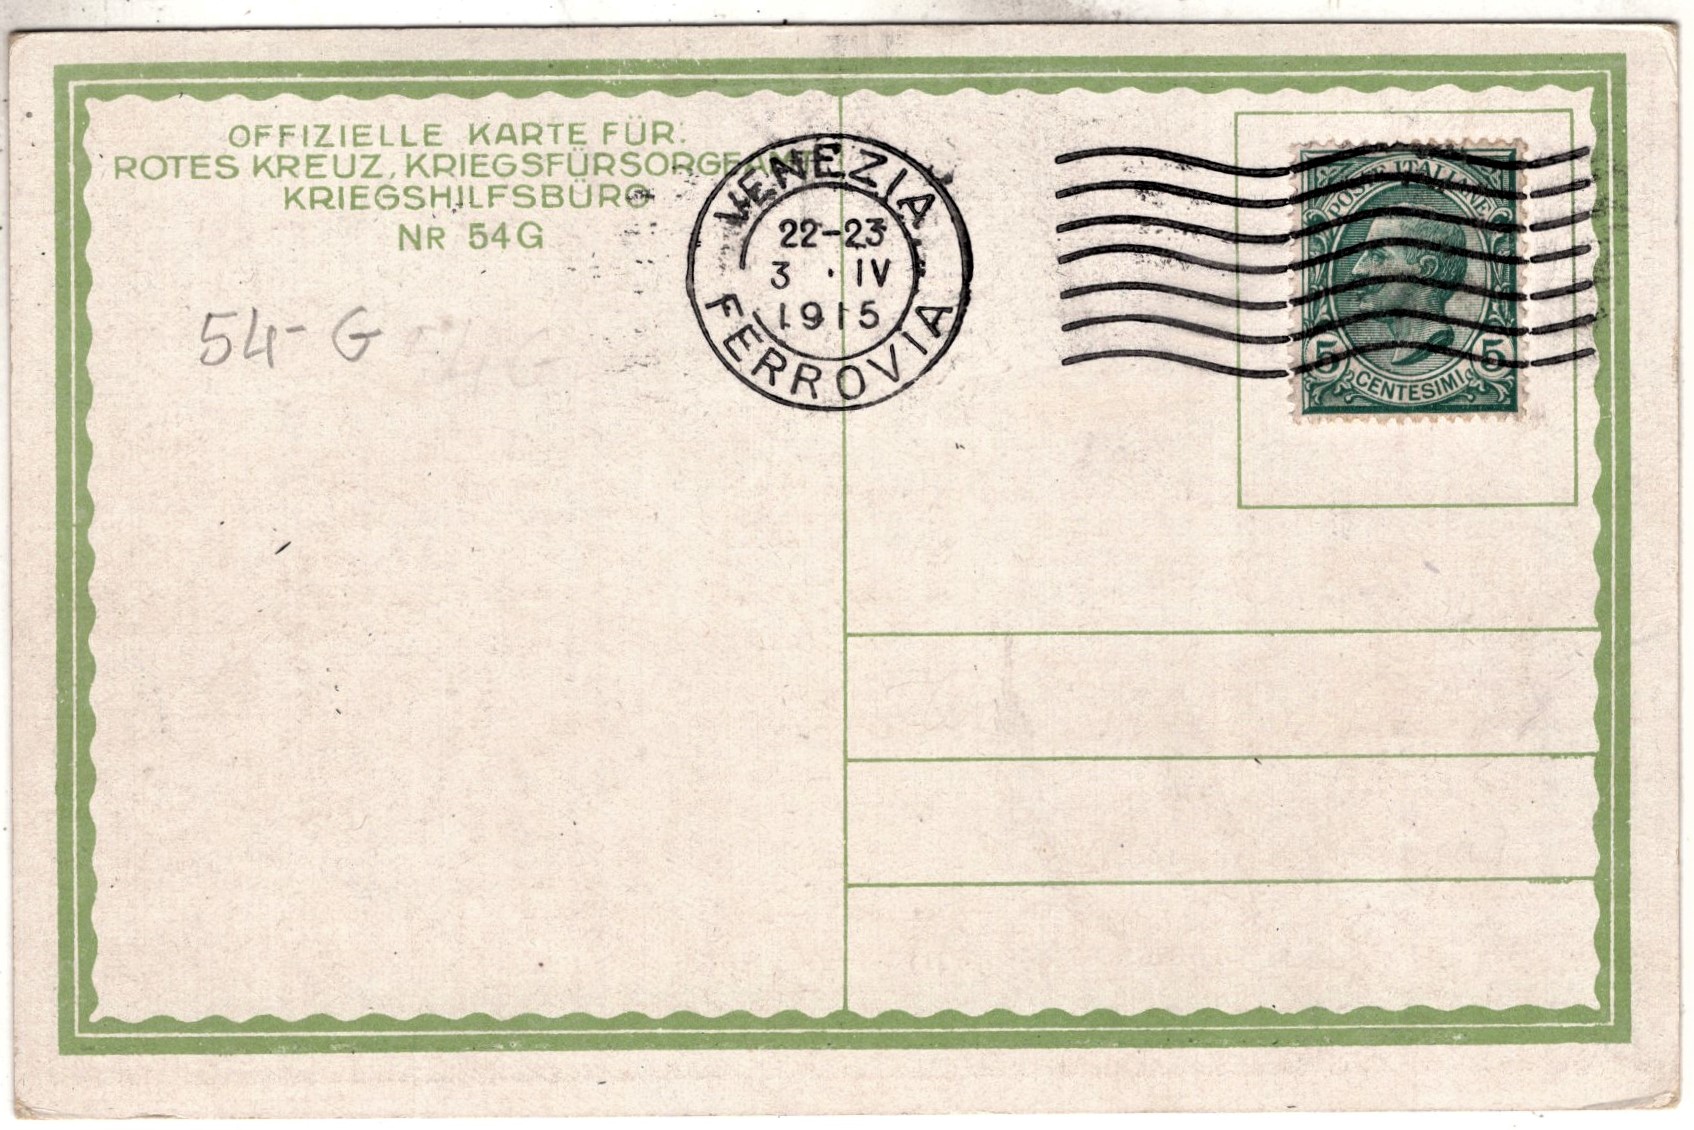 OFFIZIELLE KARTE FÜR:
ROTES KREUZ, KRIEGSFÜRSORGEAMT
KRIEGSHILFSBÜRO
NR 54G
54-G
VENEZIA
22-23
3 · IV
1915
FERROVIA
POSTE ITALIANE
5 5
CENTESIMI